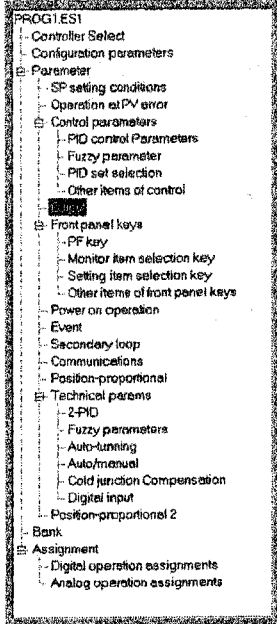 PROG1.ES1
Controller Select
Configuration parameters
Parameter
SP setting conditions
Operation at PV error
Control parameters
PID control Parameters
Fuzzy parameter
PID set selection
Other items of control
Front panel keys
PF key
Monitor item selection key
Setting item selection key
Other items of front panel keys
Power on operation
Event
Secondary loop
Communications
Position-proportional
Technical params
2-PID
Fuzzy parameters
Auto-tunning
Auto/manual
Cold junction Compensation
Digital input
Position-proportional 2
Bank
Assignment
Digital operation assignments
Analog operation assignments